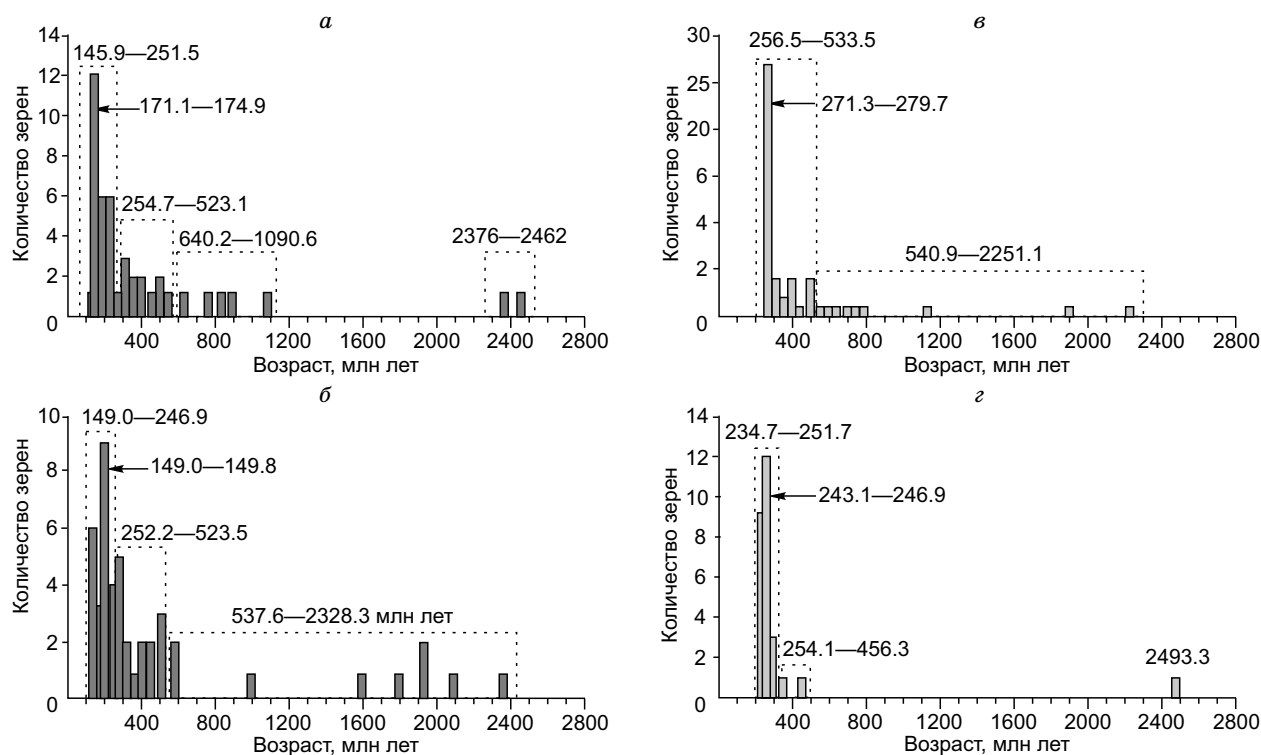 а
Количество зерен
14
12
10
8
6
4
2
0
145.9—251.5
171.1—174.9
254.7—523.1
640.2—1090.6
2376—2462
400 800 1200 1600 2000 2400 2800
Возраст, млн лет
в
Количество зерен
30
25
20
6
4
2
0
256.5—533.5
271.3—279.7
540.9—2251.1
400 800 1200 1600 2000 2400 2800
Возраст, млн лет
б
Количество зерен
10
8
6
4
2
0
149.0—246.9
149.0—149.8
252.2—523.5
537.6—2328.3 млн лет
400 800 1200 1600 2000 2400 2800
Возраст, млн лет
г
Количество зерен
14
12
10
8
6
4
2
0
234.7—251.7
243.1—246.9
254.1—456.3
2493.3
400 800 1200 1600 2000 2400 2800
Возраст, млн лет